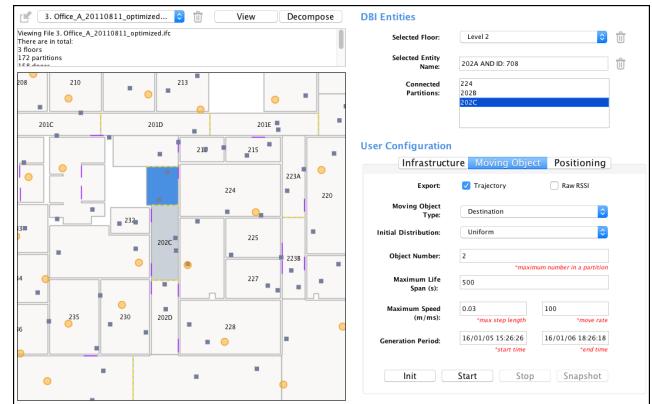 3. Office_A_20110811_optimized...
View
Decompose
Viewing File 3. Office_A_20110811_optimized.ifc
There are in total:
3 floors
172 partitions
208
210
213
201C
201D
201E
215
223A
224
220
232
202C
225
223B
227
235
230
202D
228
DBI Entities
Selected Floor:
Level 2
Selected Entity
Name:
202A AND ID: 708
Connected
Partitions:
224
202B
202C
User Configuration
Infrastructure
Moving Object
Positioning
Export:
Trajectory
Raw RSSI
Moving Object
Type:
Destination
Initial Distribution:
Uniform
Object Number:
2
*maximum number in a partition
Maximum Life
Span (s):
500
Maximum Speed
(m/ms):
0.03
100
*max step length
*move rate
Generation Period:
16/01/05 15:26:26
16/01/06 18:26:18
*start time
*end time
Init
Start
Stop
Snapshot